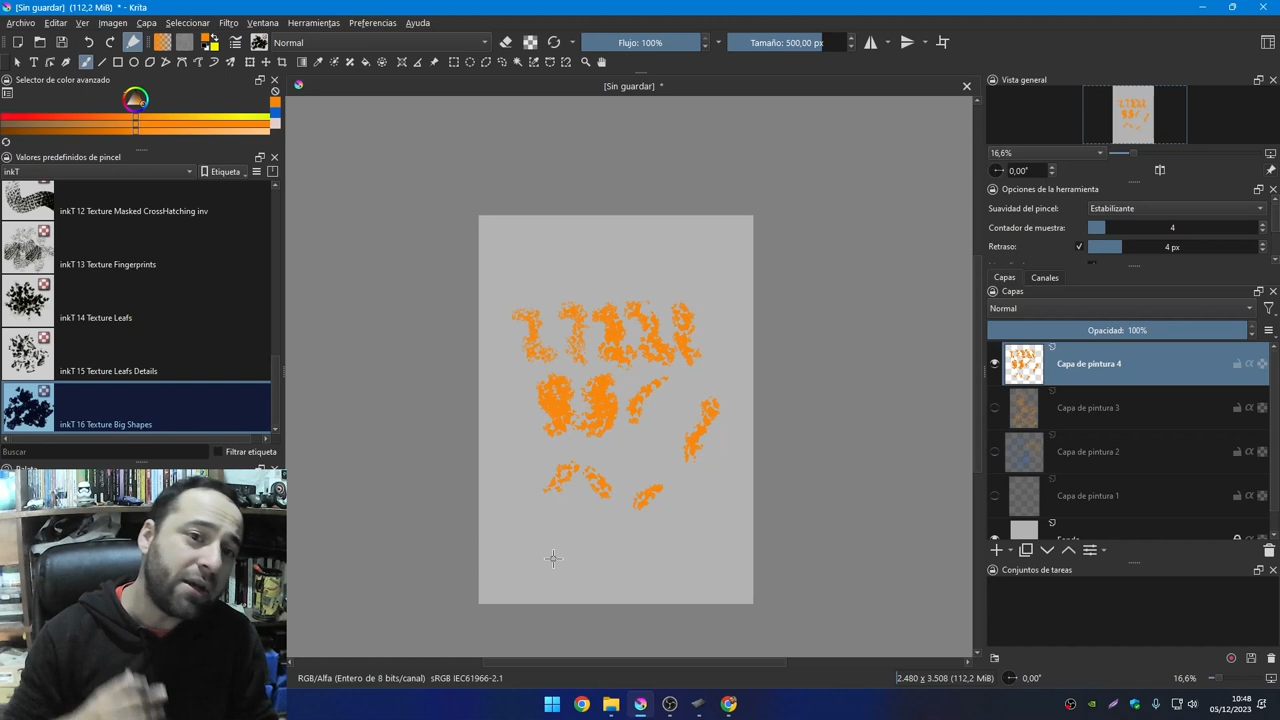 [Sin guardar] (112,2 MiB) * - Krita
Archivo Editar Ver Imagen Capa Seleccionar Filtro Ventana Herramientas Preferencias Ayuda
Normal Flujo: 100% Tamaño: 500,00 px
Selector de color avanzado
[Sin guardar] *
Vista general
Valores predefinidos de pincel
inkT Etiqueta
inkT 12 Texture Masked CrossHatching inv
inkT 13 Texture Fingerprints
inkT 14 Texture Leafs
inkT 15 Texture Leafs Details
inkT 16 Texture Big Shapes
Buscar Filtrar etiqueta
16,6%
0,00°
Opciones de la herramienta
Suavidad del pincel: Estabilizante
Contador de muestra: 4
Retraso: 4 px
Capas Canales
Capas
Normal
Opacidad: 100%
Capa de pintura 4
Capa de pintura 3
Capa de pintura 2
Capa de pintura 1
Conjuntos de tareas
RGB/Alfa (Entero de 8 bits/canal) sRGB IEC61966-2.1
2.480 x 3.508 (112,2 MiB) 0,00° 16,6%
10:48
05/12/2023